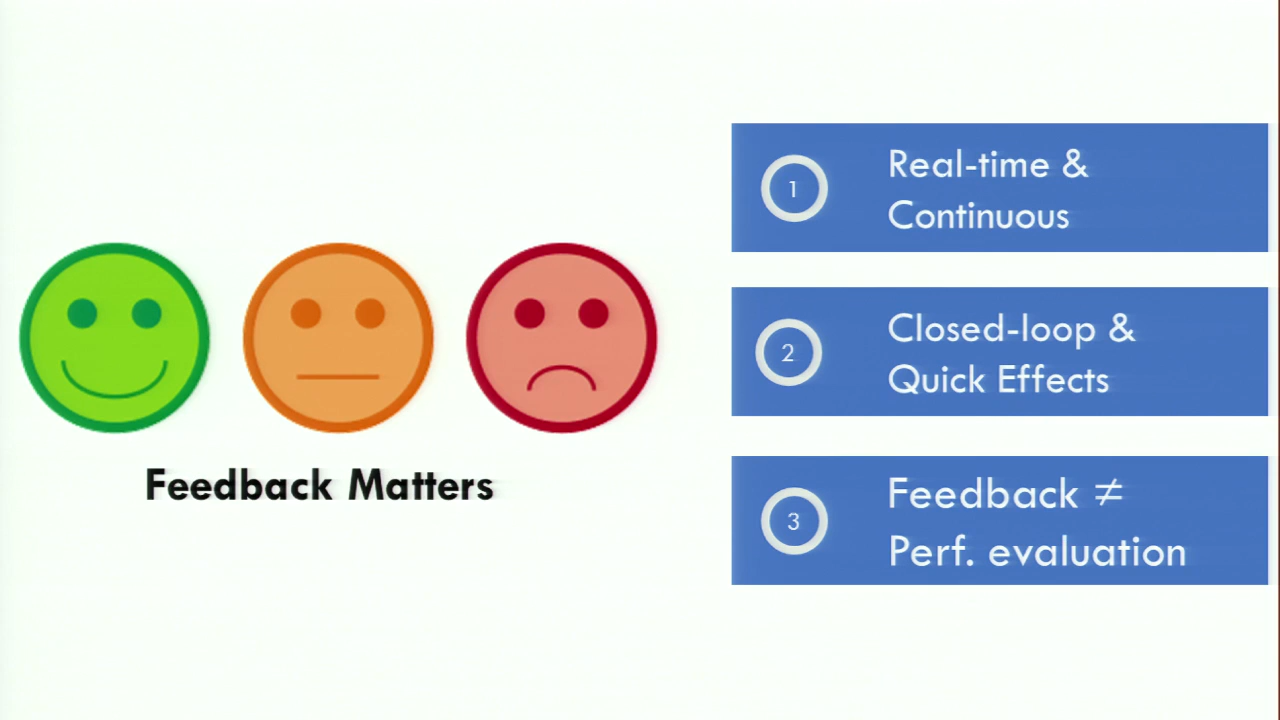 Feedback Matters
1
Real-time &
Continuous
2
Closed-loop &
Quick Effects
3
Feedback ≠
Perf. evaluation